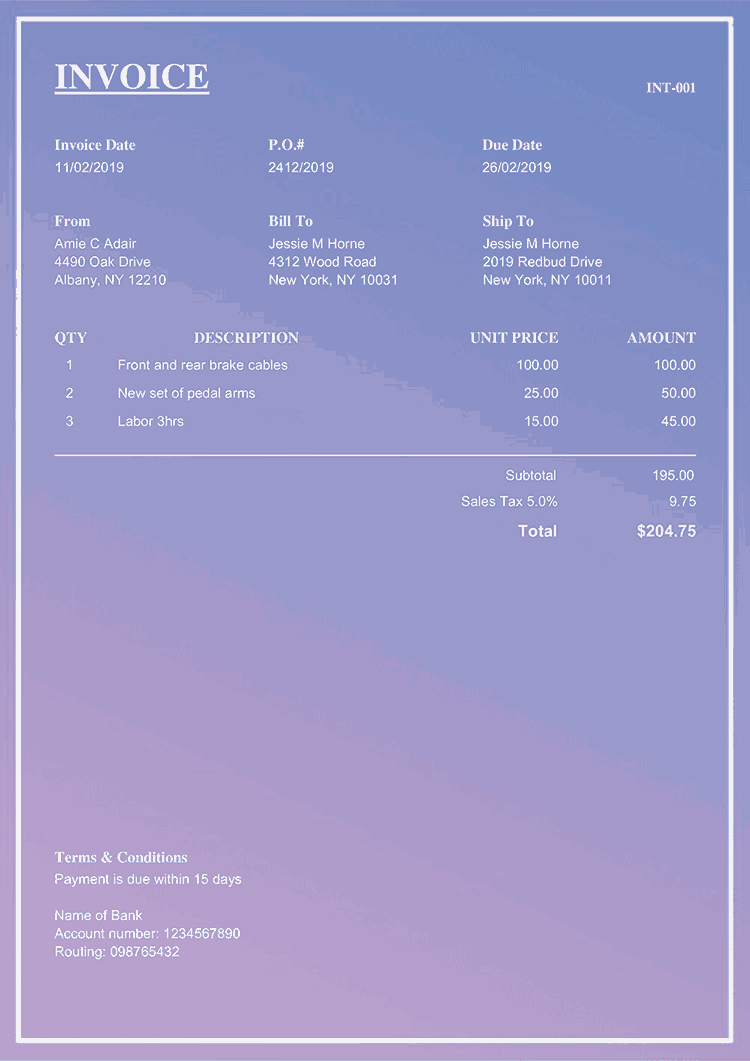 INVOICE
INT-001
Invoice Date P.O.# Due Date
11/02/2019 2412/2019 26/02/2019
From Bill To Ship To
Amie C Adair Jessie M Horne Jessie M Horne
4490 Oak Drive 4312 Wood Road 2019 Redbud Drive
Albany, NY 12210 New York, NY 10031 New York, NY 10011
QTY DESCRIPTION UNIT PRICE AMOUNT
1 Front and rear brake cables 100.00 100.00
2 New set of pedal arms 25.00 50.00
3 Labor 3hrs 15.00 45.00
Subtotal 195.00
Sales Tax 5.0% 9.75
Total $204.75
Terms & Conditions
Payment is due within 15 days
Name of Bank
Account number: 1234567890
Routing: 098765432